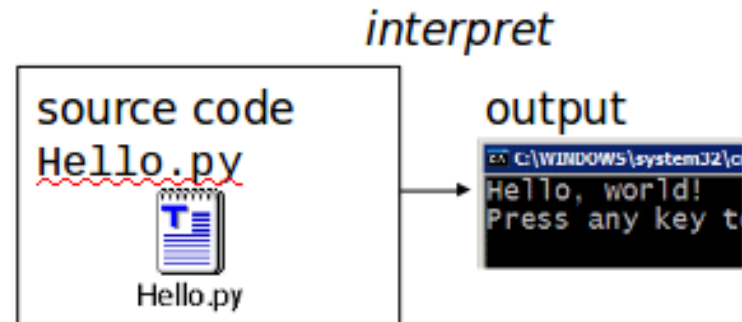 interpret
source code
Hello.py
T
Hello.py
output
C:\WINDOWS\system32\c
Hello, world!
Press any key t